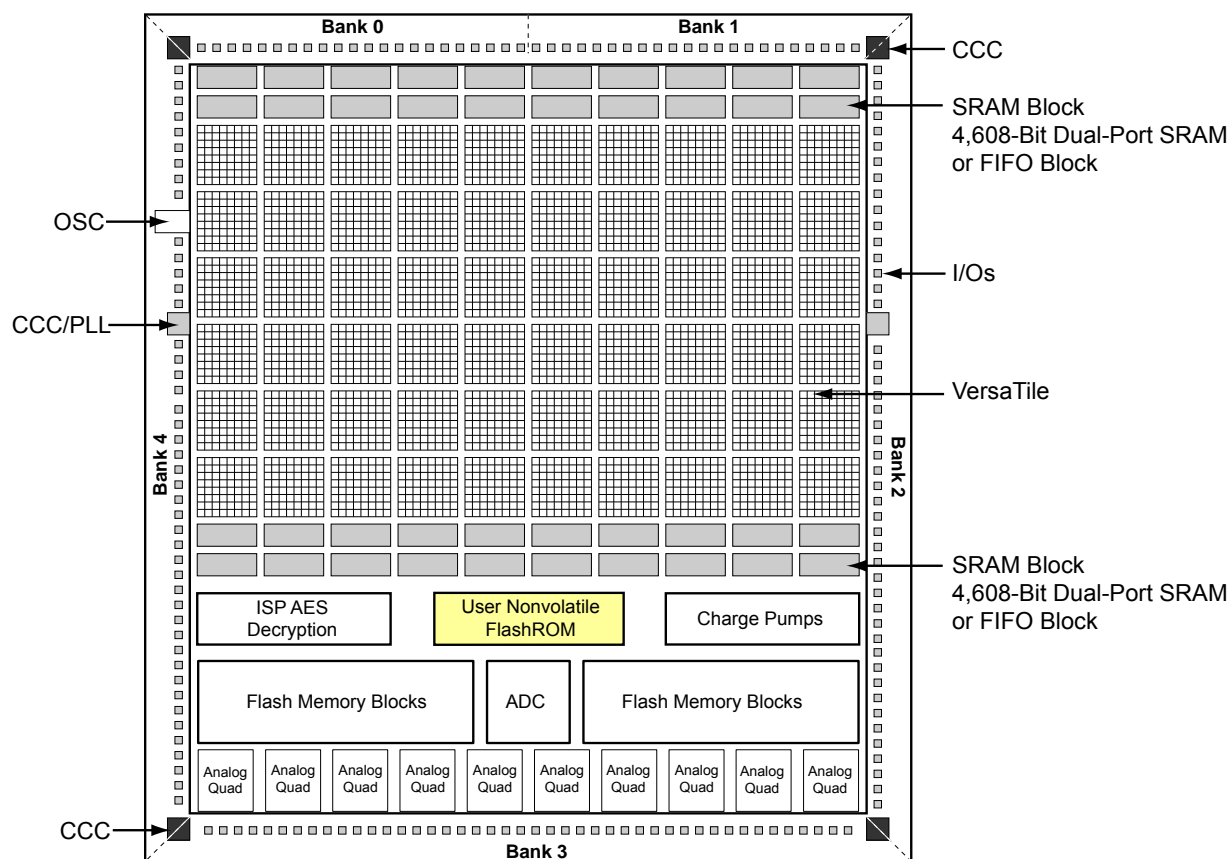 Bank 0
Bank 1
CCC
SRAM Block
4,608-Bit Dual-Port SRAM
or FIFO Block
OSC
I/Os
CCC/PLL
VersaTile
Bank 4
Bank 2
SRAM Block
4,608-Bit Dual-Port SRAM
or FIFO Block
ISP AES
Decryption
User Nonvolatile
FlashROM
Charge Pumps
Flash Memory Blocks
ADC
Flash Memory Blocks
Analog
Quad
Analog
Quad
Analog
Quad
Analog
Quad
Analog
Quad
Analog
Quad
Analog
Quad
Analog
Quad
Analog
Quad
Analog
Quad
CCC
Bank 3